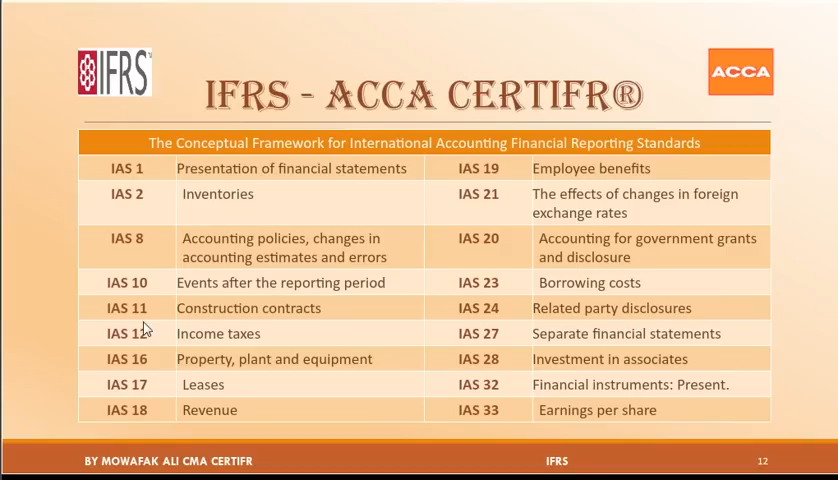 IFRS
ACCA
IFRS - ACCA CERTIFR®
The Conceptual Framework for International Accounting Financial Reporting Standards
IAS 1 Presentation of financial statements IAS 19 Employee benefits
IAS 2 Inventories IAS 21 The effects of changes in foreign
exchange rates
IAS 8 Accounting policies, changes in IAS 20 Accounting for government grants
accounting estimates and errors and disclosure
IAS 10 Events after the reporting period IAS 23 Borrowing costs
IAS 11 Construction contracts IAS 24 Related party disclosures
IAS 12 Income taxes IAS 27 Separate financial statements
IAS 16 Property, plant and equipment IAS 28 Investment in associates
IAS 17 Leases IAS 32 Financial instruments: Present.
IAS 18 Revenue IAS 33 Earnings per share
BY MOWAFAK ALI CMA CERTIFR IFRS 12